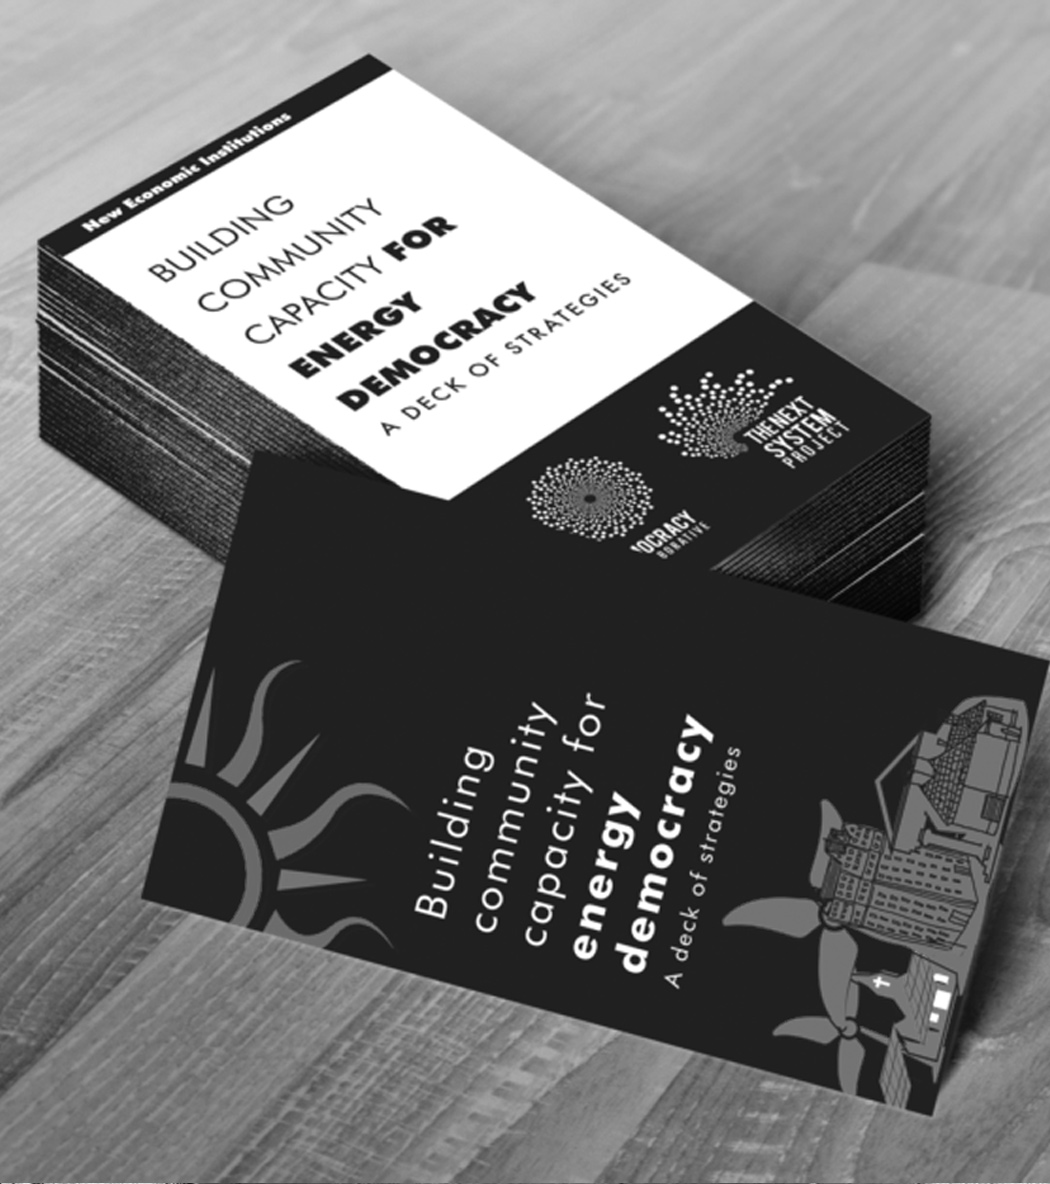 New Economic Institutions
BUILDING
COMMUNITY
CAPACITY FOR
ENERGY
DEMOCRACY
A DECK OF STRATEGIES
THE NEXT
SYSTEM
PROJECT
Building
community
capacity for
energy
democracy
A deck of strategies